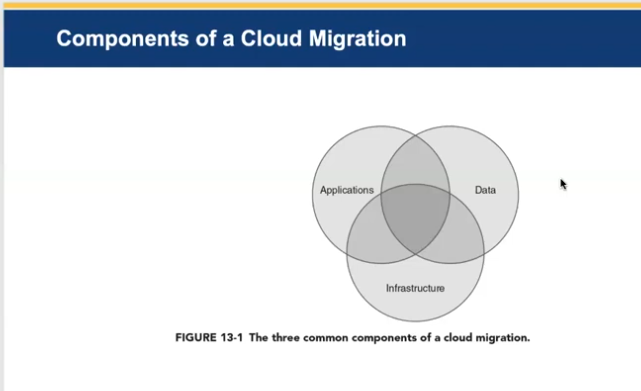 Components of a Cloud Migration
Applications
Data
Infrastructure
FIGURE 13-1 The three common components of a cloud migration.